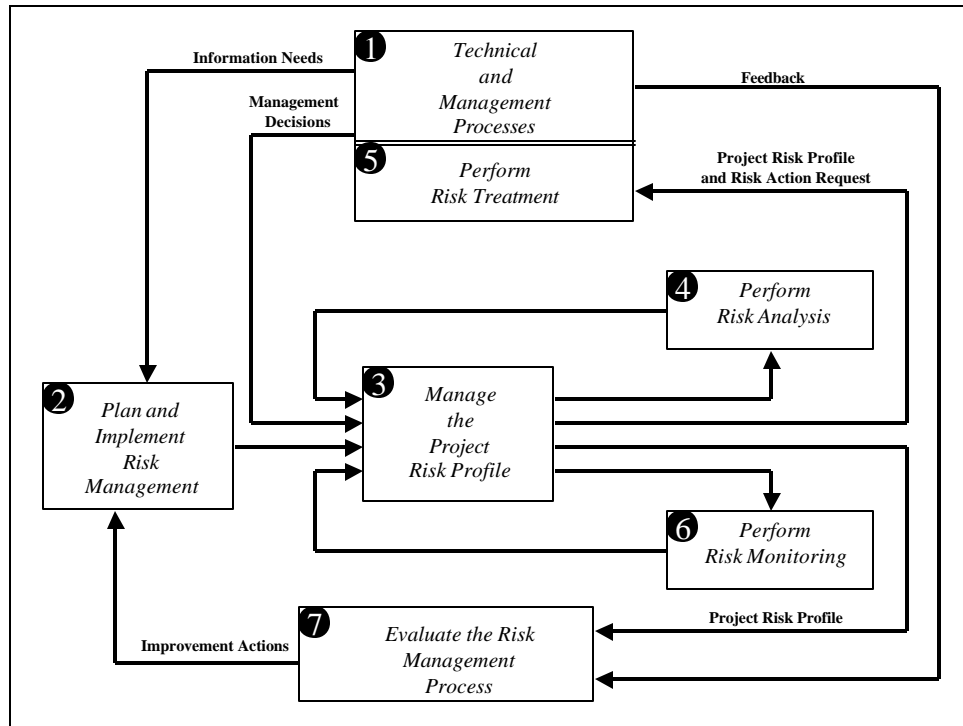 1
Technical
and
Management
Processes
Information Needs
Feedback
Management
Decisions
5
Perform
Risk Treatment
Project Risk Profile
and Risk Action Request
4
Perform
Risk Analysis
3
Manage
the
Project
Risk Profile
2
Plan and
Implement
Risk
Management
6
Perform
Risk Monitoring
7
Evaluate the Risk
Management
Process
Project Risk Profile
Improvement Actions